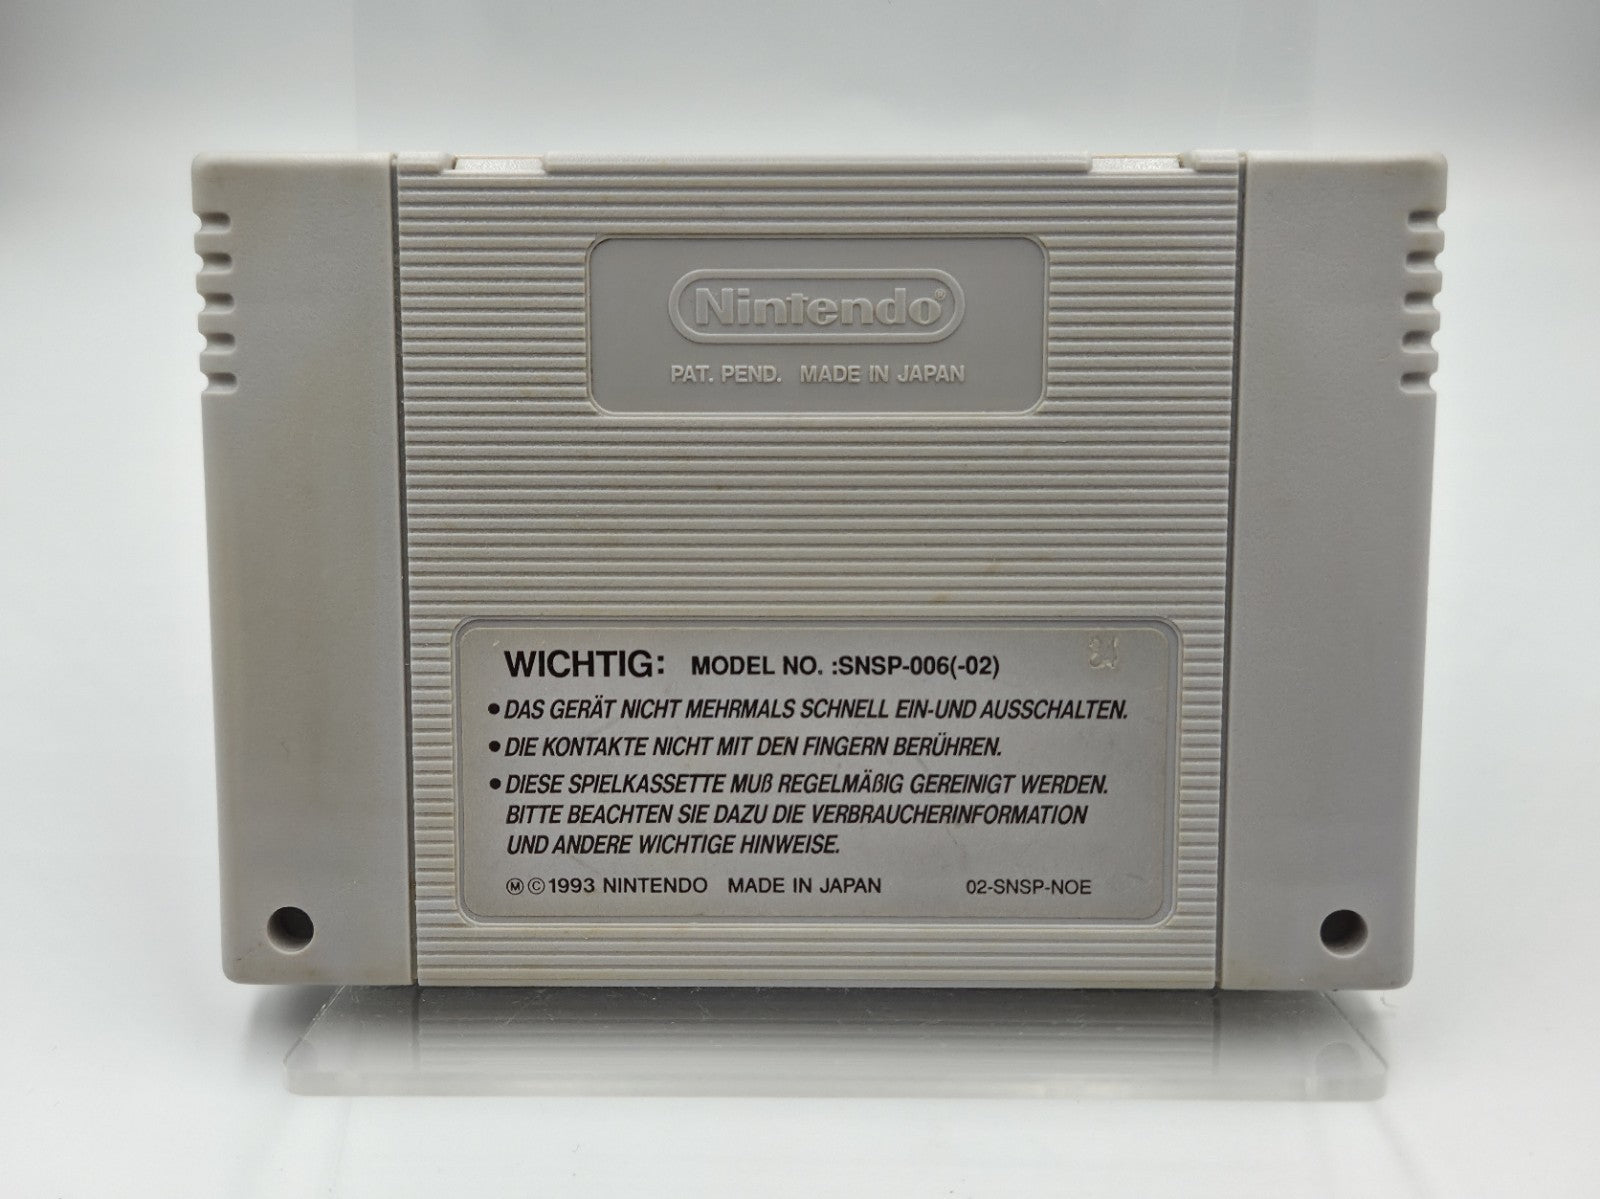 Nintendo®
PAT. PEND. MADE IN JAPAN
WICHTIG: MODEL NO. :SNSP-006(-02)
● DAS GERÄT NICHT MEHRMALS SCHNELL EIN-UND AUSSCHALTEN.
● DIE KONTAKTE NICHT MIT DEN FINGERN BERÜHREN.
● DIESE SPIELKASSETTE MUß REGELMÄßIG GEREINIGT WERDEN.
BITTE BEACHTEN SIE DAZU DIE VERBRAUCHERINFORMATION
UND ANDERE WICHTIGE HINWEISE.
Ⓜ©1993 NINTENDO MADE IN JAPAN 02-SNSP-NOE